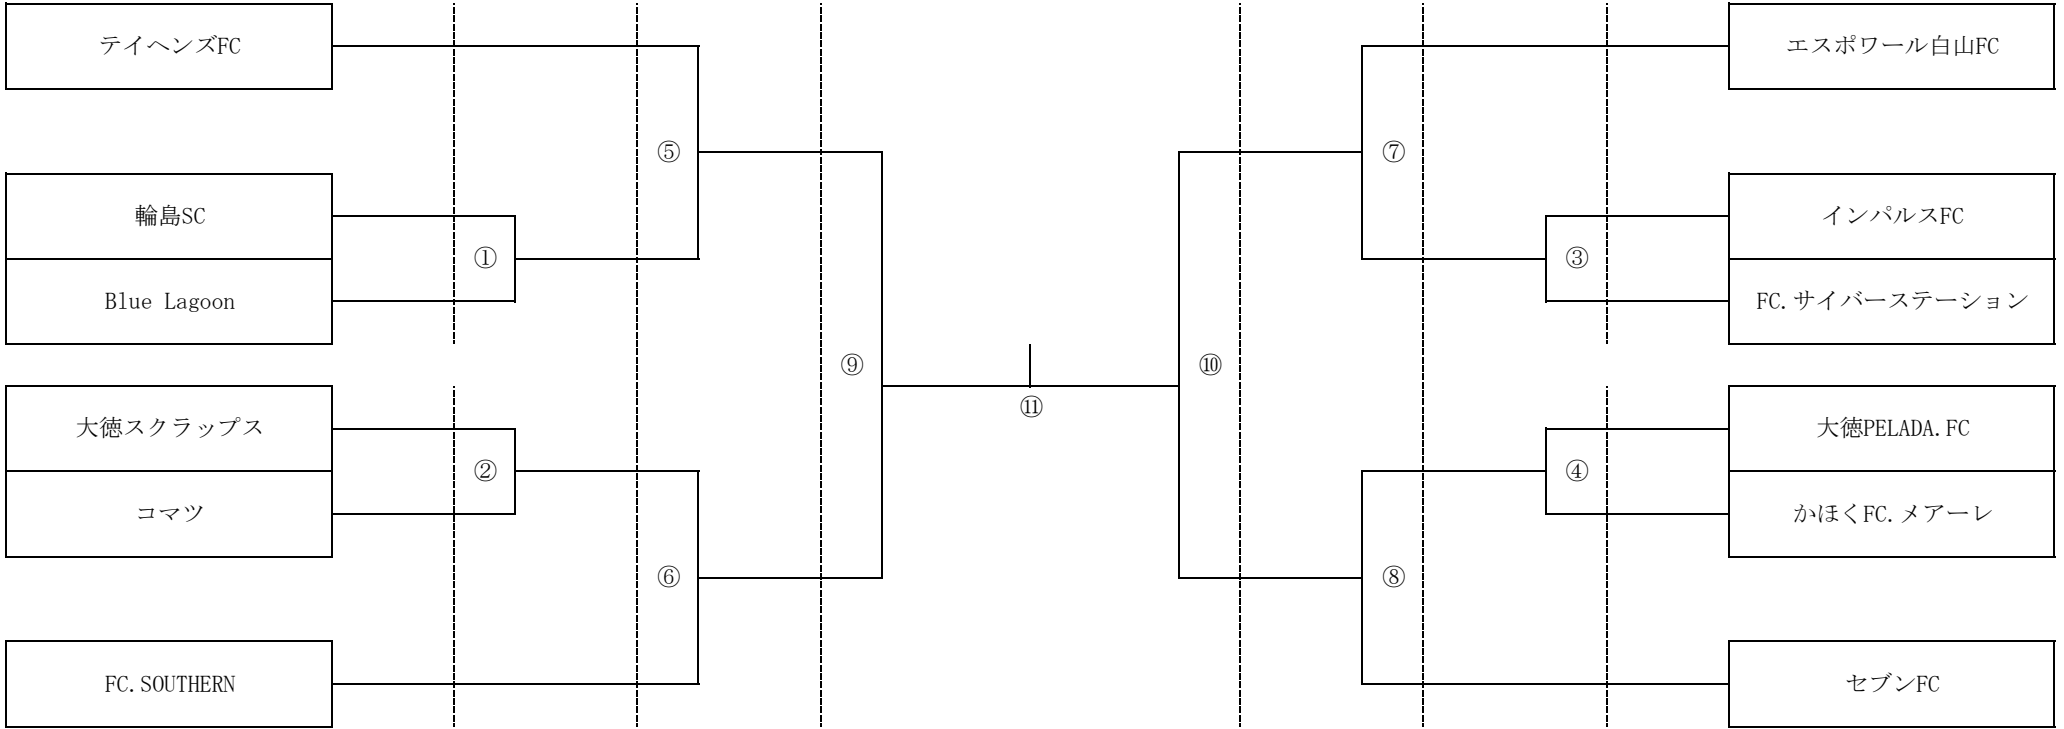 テイヘンズFC
エスポワール白山FC
⑤
⑦
輪島SC
インパルスFC
①
③
Blue Lagoon
FC.サイバーステーション
⑨
⑩
⑪
大徳スクラップス
大徳PELADA.FC
②
④
コマツ
かほくFC.メアーレ
⑥
⑧
FC.SOUTHERN
セブンFC